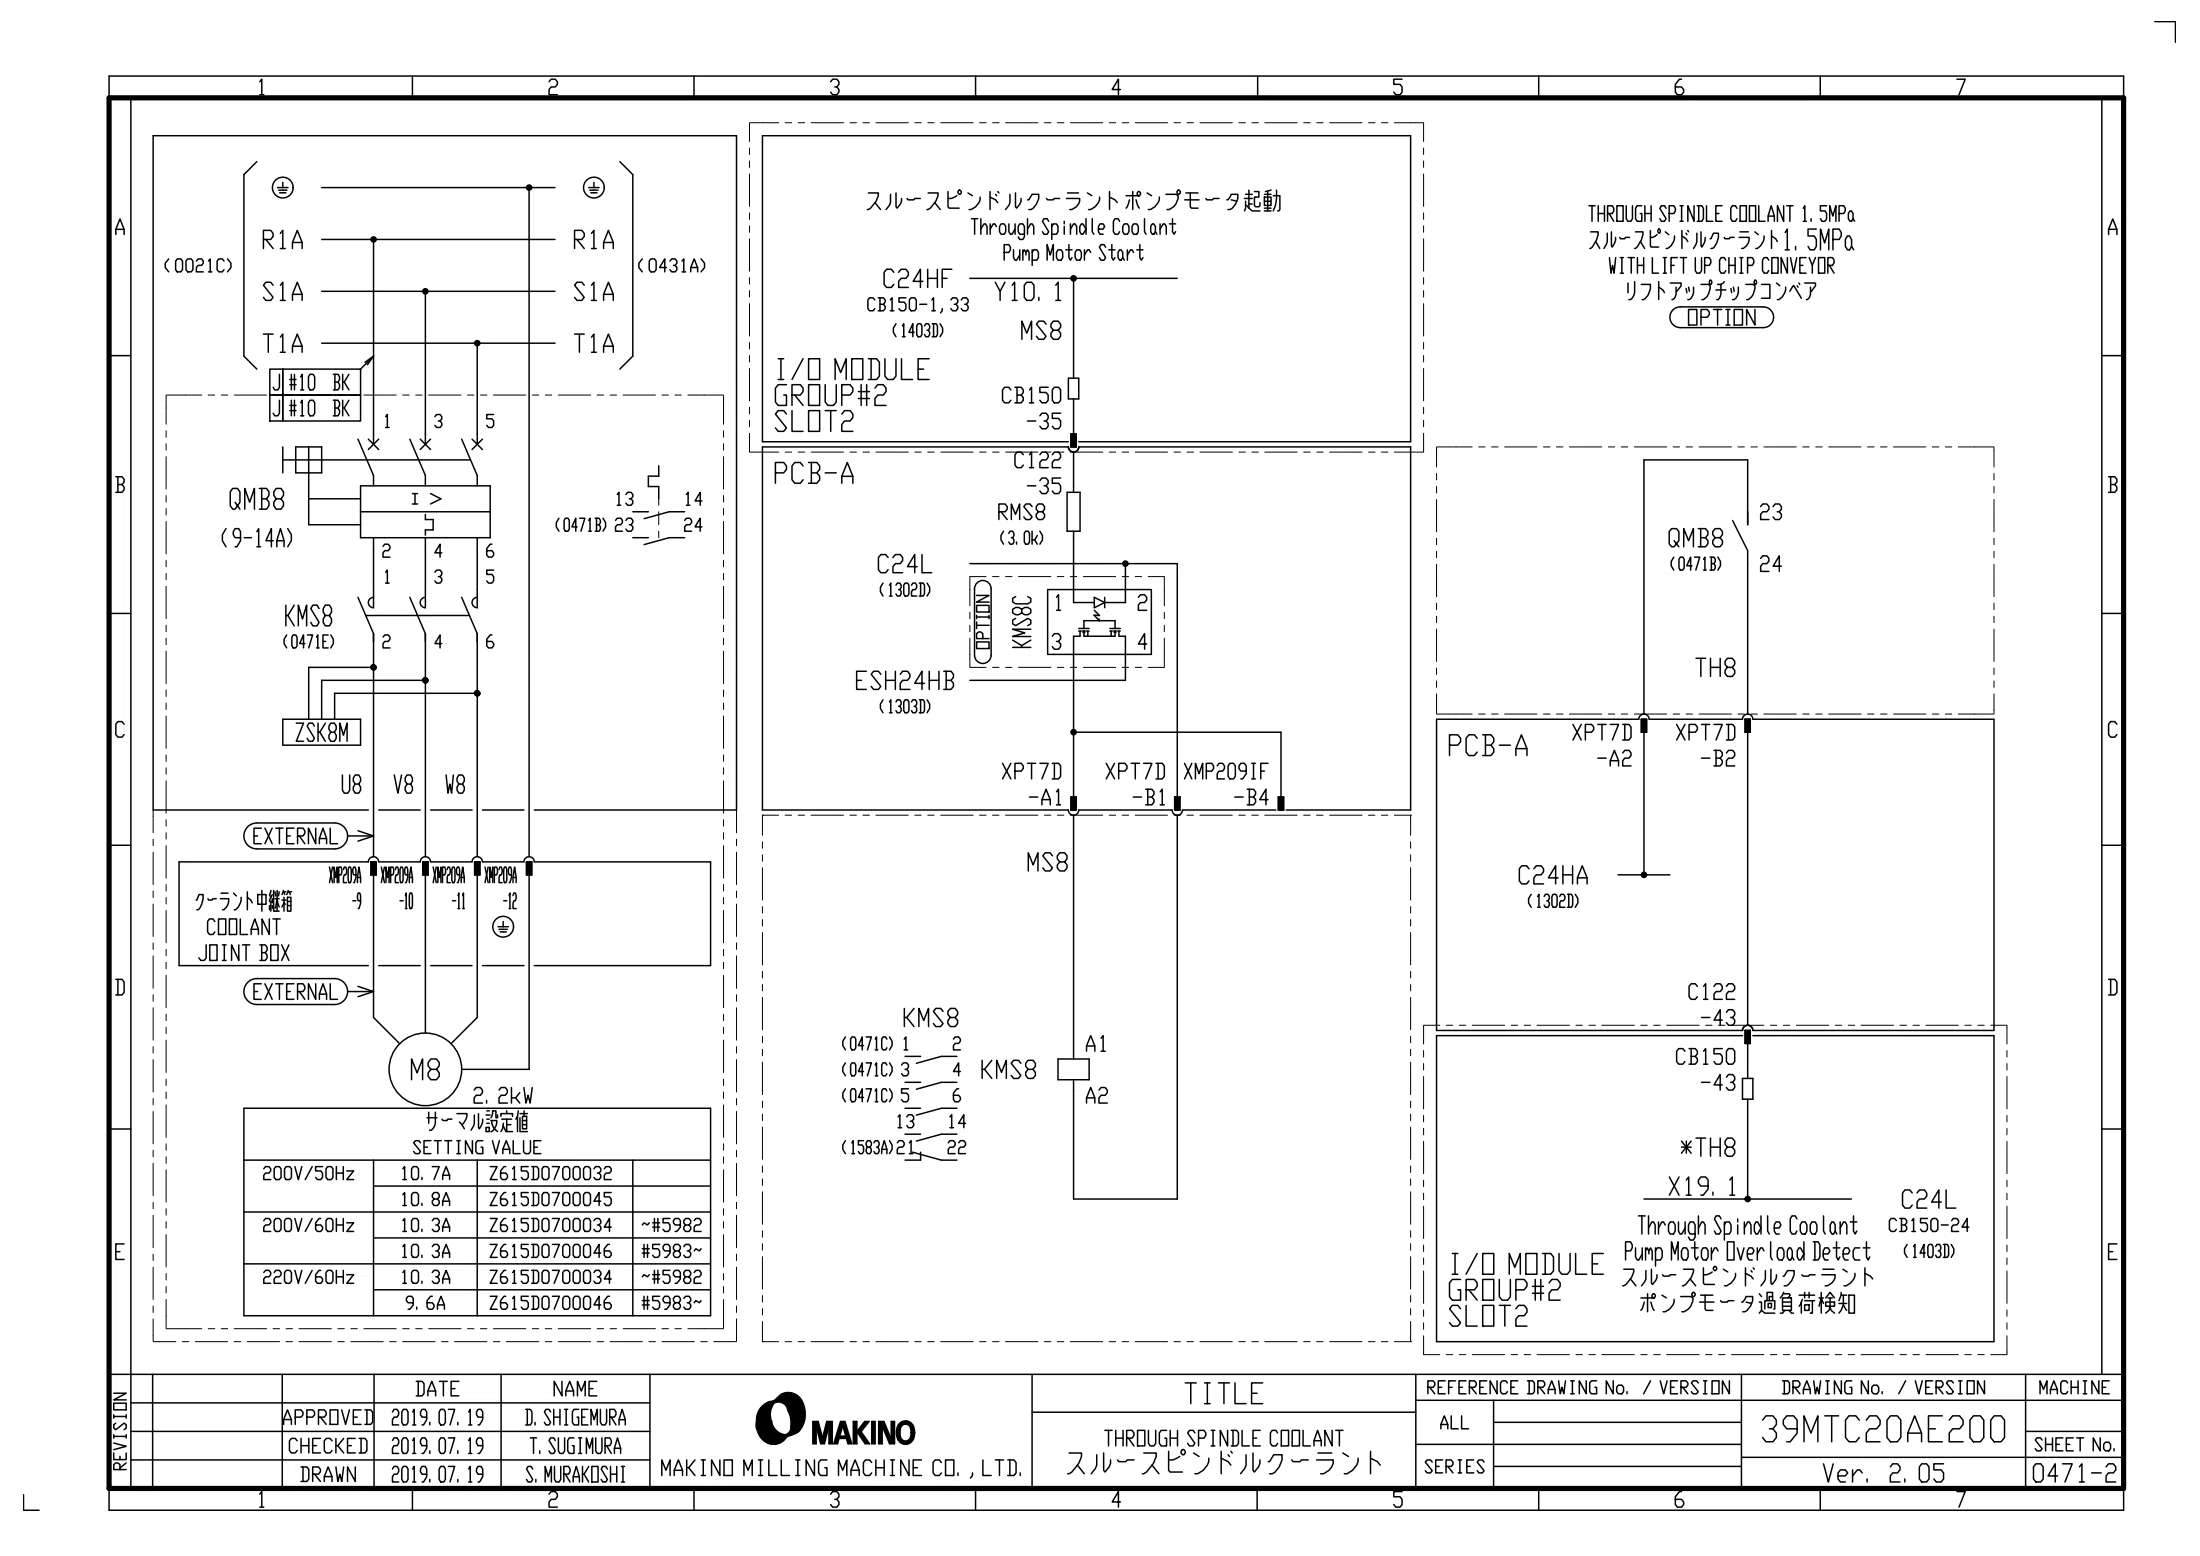 1 2 3 4 5 6 7
A B C D E
(0021C)
R1A R1A
S1A S1A
T1A T1A
(0431A)
J #10 BK
J #10 BK
1 3 5
QMB8
(9-14A)
I >
2 4 6
13 14
(0471B) 23 24
1 3 5
KMS8
(0471E)
2 4 6
ZSK8M
U8 V8 W8
EXTERNAL
XMP209A XMP209A XMP209A XMP209A
-9 -10 -11 -12
クーラント中継箱
COOLANT
JOINT BOX
EXTERNAL
M8
2.2kW
サーマル設定値
SETTING VALUE
200V/50Hz 10.7A Z615D0700032
10.8A Z615D0700045
200V/60Hz 10.3A Z615D0700034 ~#5982
10.3A Z615D0700046 #5983~
220V/60Hz 10.3A Z615D0700034 ~#5982
9.6A Z615D0700046 #5983~
スルースピンドルクーラントポンプモータ起動
Through Spindle Coolant
Pump Motor Start
C24HF
Y10.1
CB150-1,33
(1403D)
MS8
I/O MODULE
GROUP#2
SLOT2
CB150
-35
PCB-A
C122
-35
RMS8
(3.0k)
C24L
(1302D)
OPTION
KMS8C
1 2
3 4
ESH24HB
(1303D)
XPT7D XPT7D XMP209IF
-A1 -B1 -B4
MS8
KMS8
(0471C) 1 2
(0471C) 3 4
(0471C) 5 6
13 14
(1583A) 21 22
KMS8
A1
A2
THROUGH SPINDLE COOLANT 1.5MPa
スルースピンドルクーラント1.5MPa
WITH LIFT UP CHIP CONVEYOR
リフトアップチップコンベア
OPTION
23
QMB8
(0471B)
24
TH8
PCB-A
XPT7D XPT7D
-A2 -B2
C24HA
(1302D)
C122
-43
CB150
-43
*TH8
X19.1
C24L
CB150-24
(1403D)
Through Spindle Coolant
Pump Motor Overload Detect
スルースピンドルクーラント
ポンプモータ過負荷検知
I/O MODULE
GROUP#2
SLOT2
A B C D E
REVISION
DATE NAME
APPROVED 2019.07.19 D.SHIGEMURA
CHECKED 2019.07.19 T.SUGIMURA
DRAWN 2019.07.19 S.MURAKOSHI
MAKINO
MAKINO MILLING MACHINE CO.,LTD.
TITLE
THROUGH SPINDLE COOLANT
スルースピンドルクーラント
REFERENCE DRAWING No. / VERSION
ALL
SERIES
DRAWING No. / VERSION
39MTC20AE200
Ver. 2.05
MACHINE
SHEET No.
0471-2
1 2 3 4 5 6 7